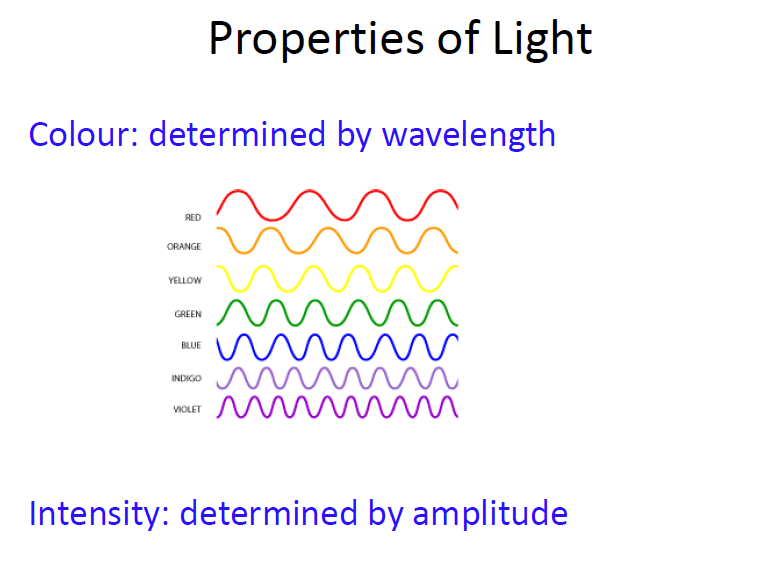 Properties of Light
Colour: determined by wavelength
RED
ORANGE
YELLOW
GREEN
BLUE
INDIGO
VIOLET
Intensity: determined by amplitude